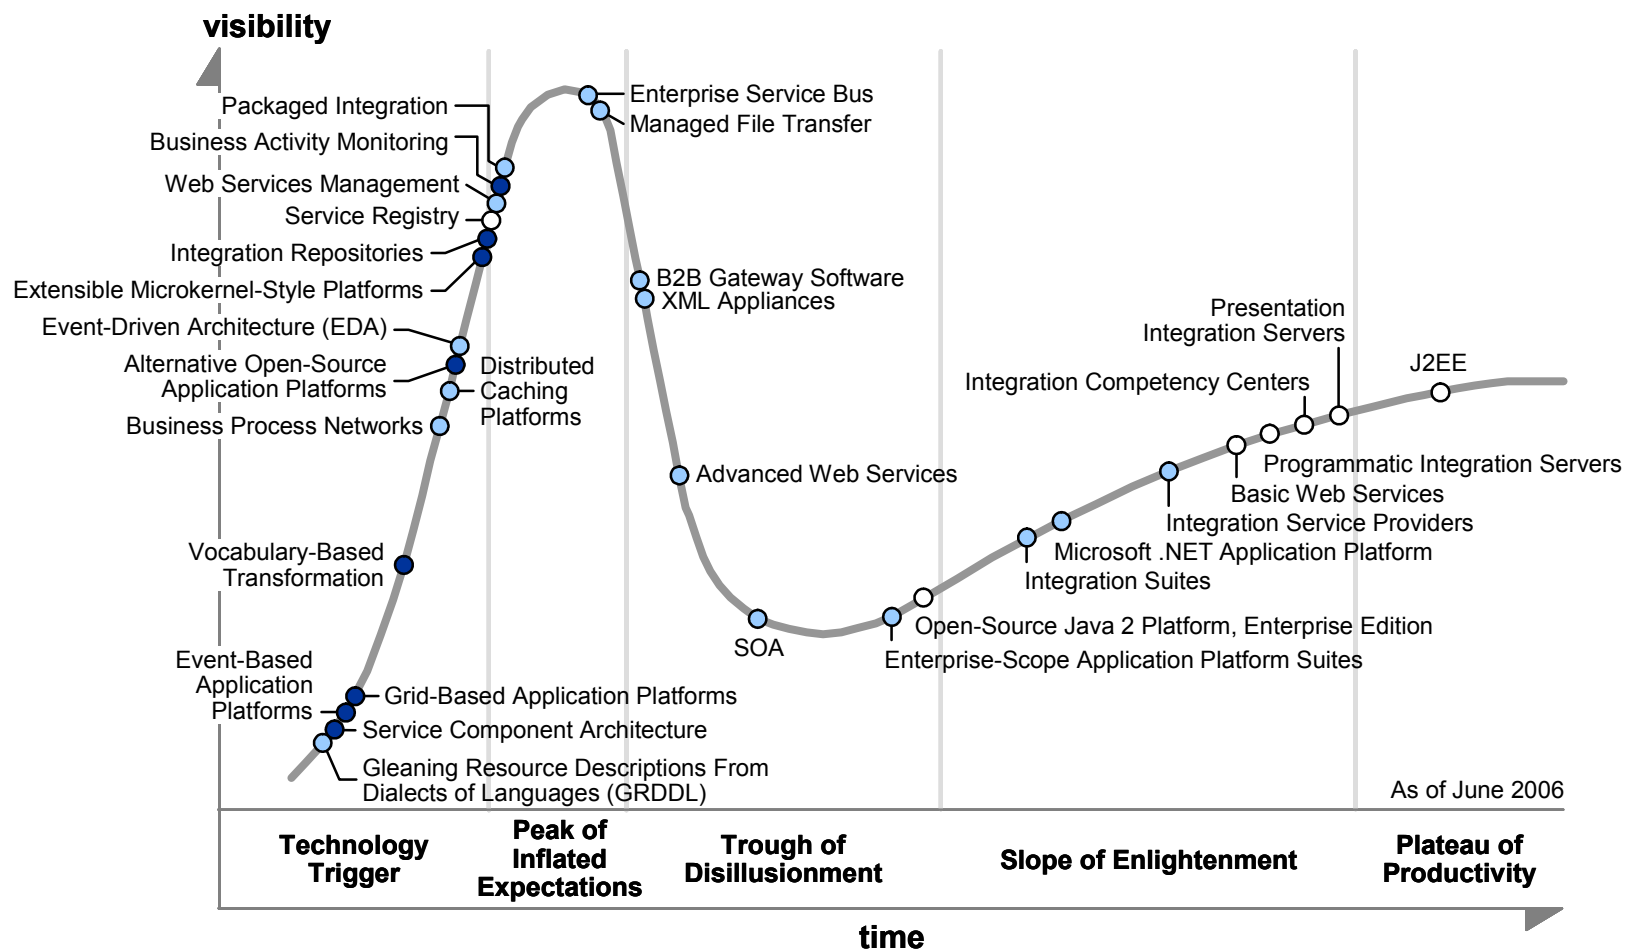 visibility
Packaged Integration
Business Activity Monitoring
Web Services Management
Service Registry
Integration Repositories
Extensible Microkernel-Style Platforms
Event-Driven Architecture (EDA)
Alternative Open-Source
Application Platforms
Distributed
Caching
Platforms
Business Process Networks
Vocabulary-Based
Transformation
Event-Based
Application
Platforms
Grid-Based Application Platforms
Service Component Architecture
Gleaning Resource Descriptions From
Dialects of Languages (GRDDL)
Enterprise Service Bus
Managed File Transfer
B2B Gateway Software
XML Appliances
Advanced Web Services
SOA
Presentation
Integration Servers
Integration Competency Centers
J2EE
Programmatic Integration Servers
Basic Web Services
Integration Service Providers
Microsoft .NET Application Platform
Integration Suites
Open-Source Java 2 Platform, Enterprise Edition
Enterprise-Scope Application Platform Suites
As of June 2006
Technology
Trigger
Peak of
Inflated
Expectations
Trough of
Disillusionment
Slope of Enlightenment
Plateau of
Productivity
time